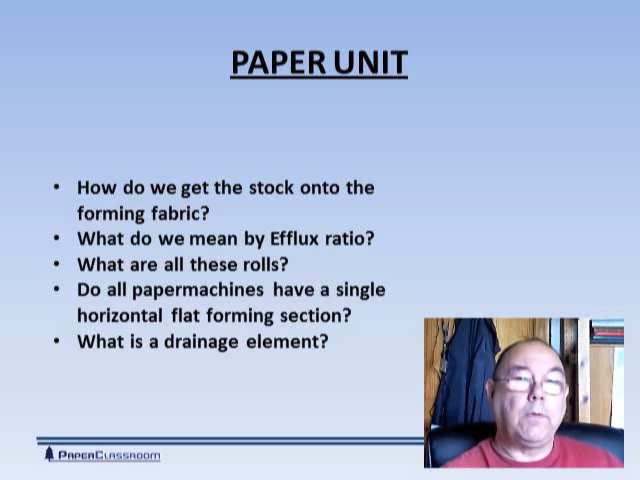 PAPER UNIT
• How do we get the stock onto the
forming fabric?
• What do we mean by Efflux ratio?
• What are all these rolls?
• Do all papermachines have a single
horizontal flat forming section?
• What is a drainage element?
PAPERCLASSROOM